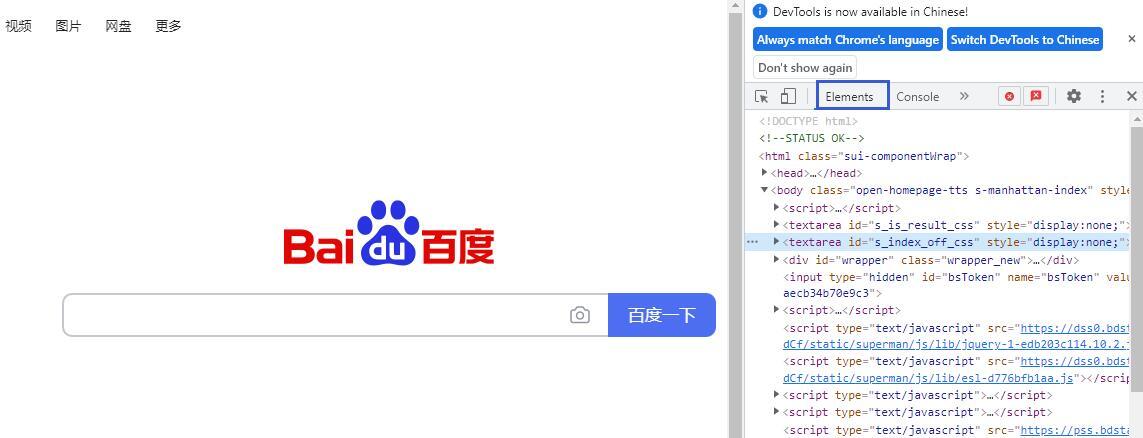 视频 图片 网盘 更多
Bai du 百度
百度一下
DevTools is now available in Chinese!
Always match Chrome's language Switch DevTools to Chinese
Don't show again
Elements Console
<!DOCTYPE html>
<!--STATUS OK-->
<html class="sui-componentWrap">
<head>…</head>
<body class="open-homepage-tts s-manhattan-index" style
<script>…</script>
<textarea id="s_is_result_css" style="display:none;">
<textarea id="s_index_off_css" style="display:none;">
<div id="wrapper" class="wrapper_new">…</div>
<input type="hidden" id="bsToken" name="bsToken" valu
aecb34b70e9c3">
<script>…</script>
<script type="text/javascript" src="https://dss0.bdst
dCf/static/superman/js/lib/jquery-1-edb203c114.10.2.j
<script type="text/javascript" src="https://dss0.bdst
dCf/static/superman/js/lib/esl-d776bfb1aa.js"></scrip
<script type="text/javascript">…</script>
<script type="text/javascript">…</script>
<script type="text/javascript" src="https://pss.bdst